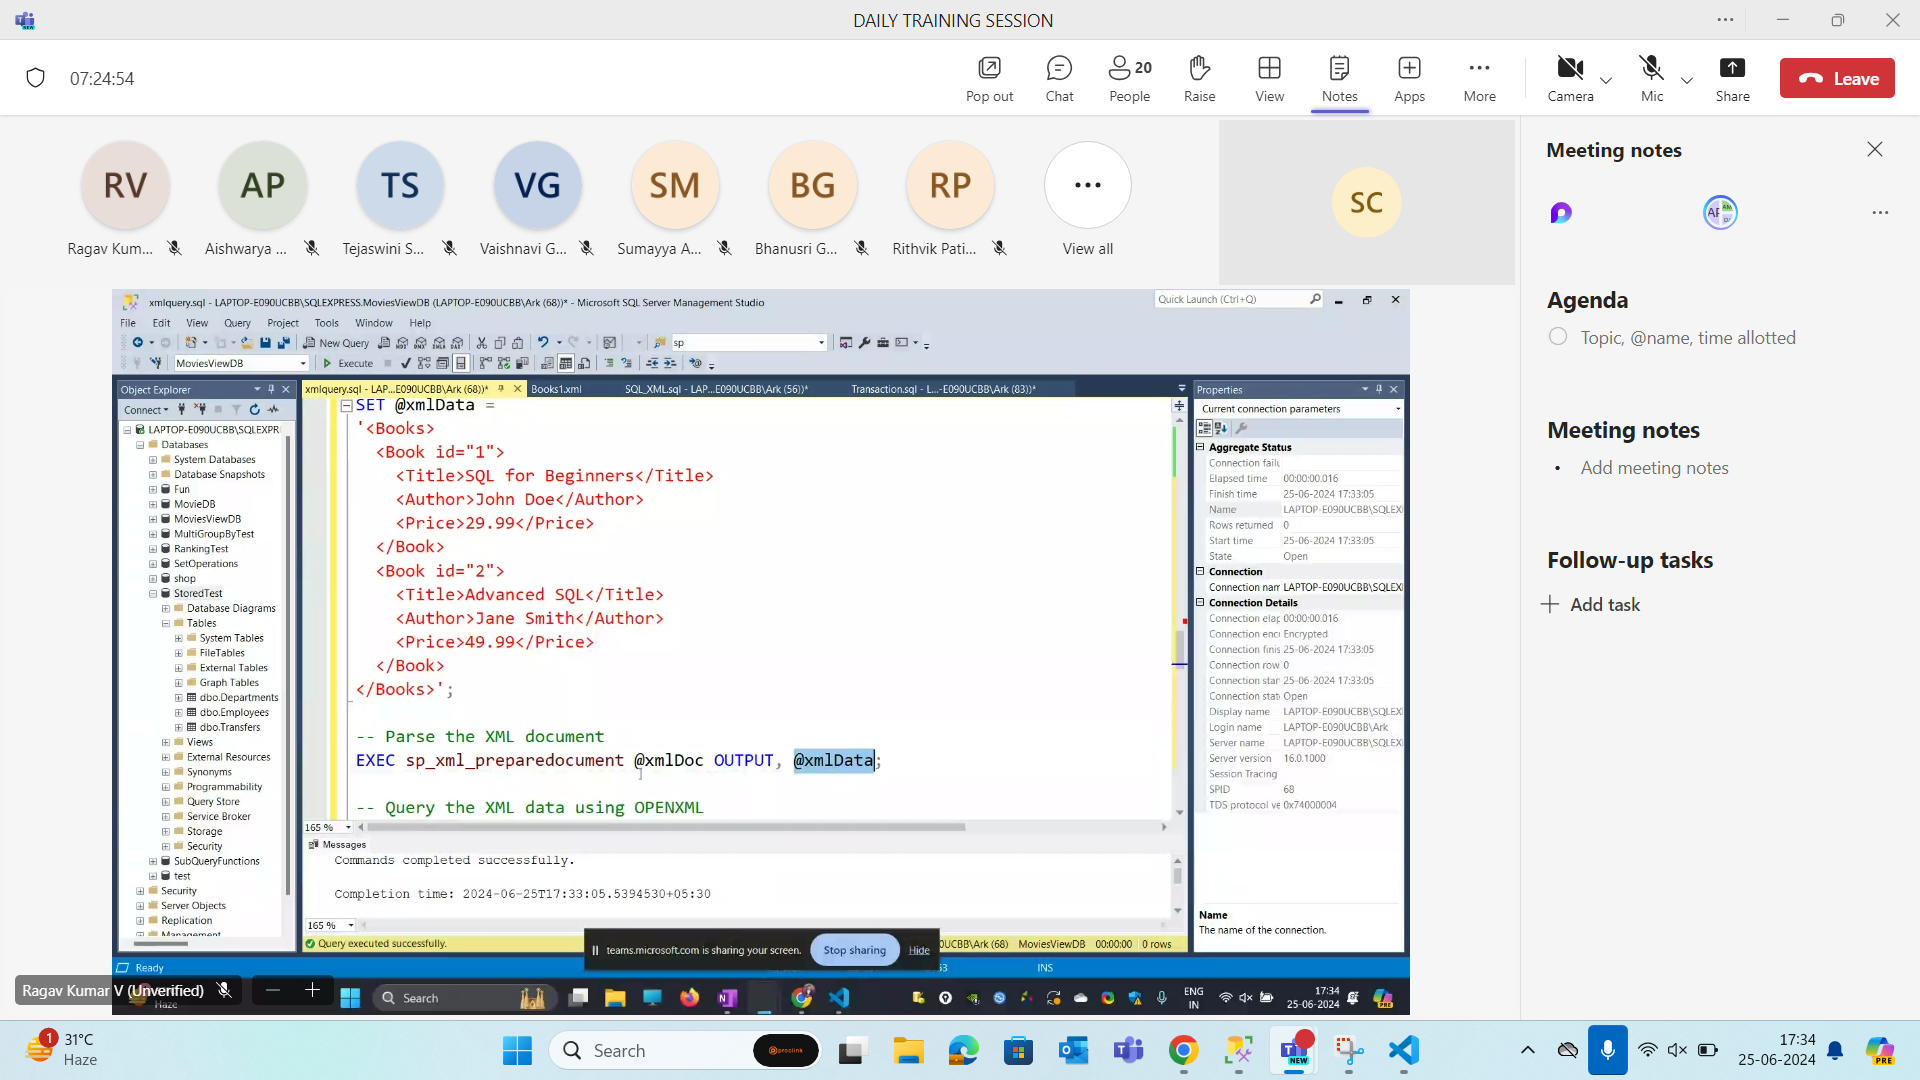 DAILY TRAINING SESSION
07:24:54
Pop out
Chat
20
People
Raise
View
Notes
Apps
More
Camera
Mic
Share
Leave
RV
AP
TS
VG
SM
BG
RP
SC
Ragav Kum...
Aishwarya ...
Tejaswini S...
Vaishnavi G...
Sumayya A...
Bhanusri G...
Rithvik Pati...
View all
Meeting notes
Agenda
Topic, @name, time allotted
Meeting notes
Add meeting notes
Follow-up tasks
Add task
xmlquery.sql - LAPTOP-E090UCBB\SQLEXPRESS.MoviesViewDB (LAPTOP-E090UCBB\Ark (68))* - Microsoft SQL Server Management Studio
Quick Launch (Ctrl+Q)
File Edit View Query Project Tools Window Help
New Query
sp
MoviesViewDB
Execute
Object Explorer
Connect
LAPTOP-E090UCBB\SQLEXPR
Databases
System Databases
Database Snapshots
Fun
MovieDB
MoviesViewDB
MultiGroupByTest
RankingTest
SetOperations
shop
StoredTest
Database Diagrams
Tables
System Tables
FileTables
External Tables
Graph Tables
dbo.Departments
dbo.Employees
dbo.Transfers
Views
External Resources
Synonyms
Programmability
Query Store
Service Broker
Storage
Security
SubQueryFunctions
test
Security
Server Objects
Replication
Management
xmlquery.sql - LAP...E090UCBB\Ark (68))*
Books1.xml
SQL_XML.sql - LAP...E090UCBB\Ark (56))*
Transaction.sql - L...-E090UCBB\Ark (83))*
SET @xmlData =
'<Books>
<Book id="1">
<Title>SQL for Beginners</Title>
<Author>John Doe</Author>
<Price>29.99</Price>
</Book>
<Book id="2">
<Title>Advanced SQL</Title>
<Author>Jane Smith</Author>
<Price>49.99</Price>
</Book>
</Books>';
-- Parse the XML document
EXEC sp_xml_preparedocument @xmlDoc OUTPUT, @xmlData;
-- Query the XML data using OPENXML
165 %
Messages
Commands completed successfully.
Completion time: 2024-06-25T17:33:05.5394530+05:30
165 %
Query executed successfully.
UCBB\Ark (68)
MoviesViewDB
00:00:00
0 rows
Properties
Current connection parameters
Aggregate Status
Connection failu
Elapsed time 00:00:00.016
Finish time 25-06-2024 17:33:05
Name LAPTOP-E090UCBB\SQLEXI
Rows returned 0
Start time 25-06-2024 17:33:05
State Open
Connection
Connection nam LAPTOP-E090UCBB\SQLEXI
Connection Details
Connection elap 00:00:00.016
Connection encr Encrypted
Connection finis 25-06-2024 17:33:05
Connection row 0
Connection star 25-06-2024 17:33:05
Connection stat Open
Display name LAPTOP-E090UCBB\SQLEX
Login name LAPTOP-E090UCBB\Ark
Server name LAPTOP-E090UCBB\SQLEXI
Server version 16.0.1000
Session Tracing
SPID 68
TDS protocol ve 0x74000004
Name
The name of the connection.
teams.microsoft.com is sharing your screen.
Stop sharing
Hide
Ready
INS
Ragav Kumar V (Unverified)
Haze
Search
ENG
IN
17:34
25-06-2024
1
31°C
Haze
Search
proclink
NEW
17:34
25-06-2024
PRE